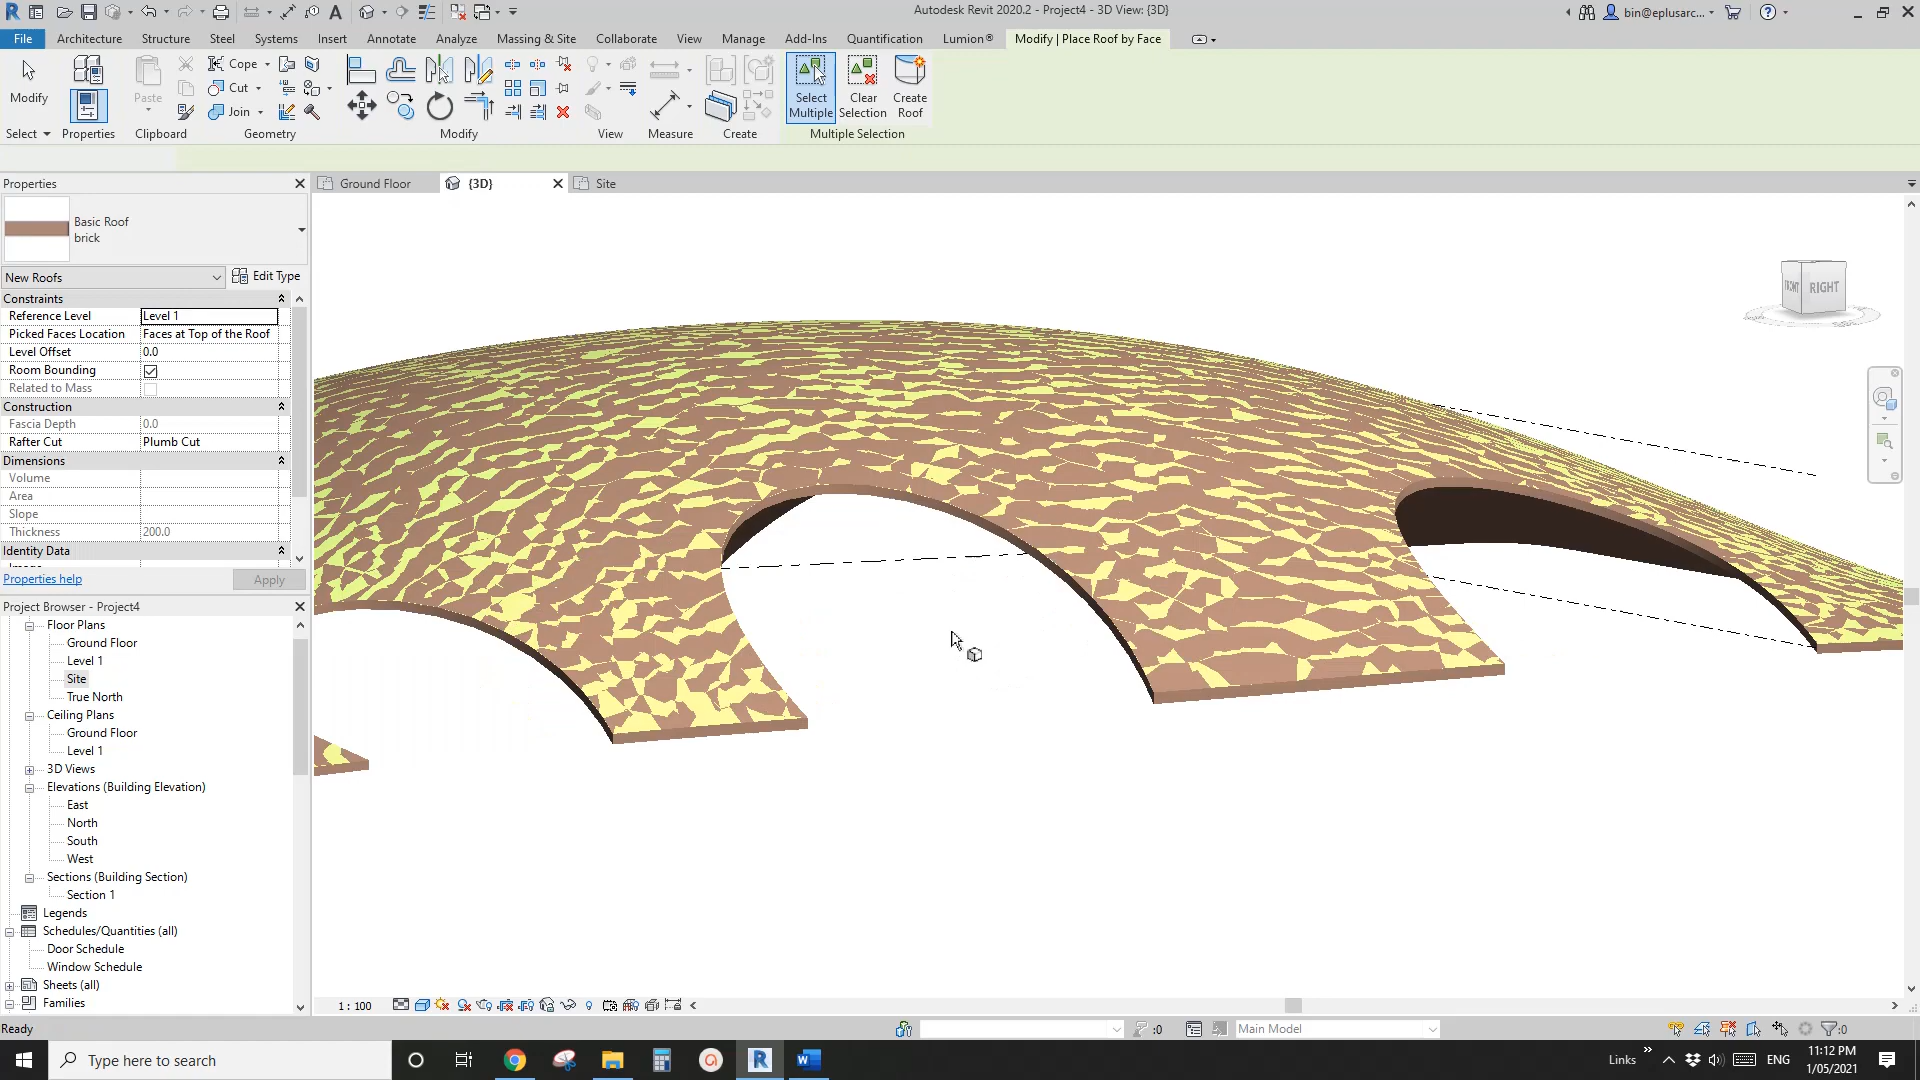 Autodesk Revit 2020.2 - Project4 - 3D View: {3D}
bin@eplusarc...
File Architecture Structure Steel Systems Insert Annotate Analyze Massing & Site Collaborate View Manage Add-Ins Quantification Lumion® Modify | Place Roof by Face
Modify
Paste
Cope
Cut
Join
Select Multiple
Clear Selection
Create Roof
Select Properties Clipboard Geometry Modify View Measure Create Multiple Selection
Properties
Ground Floor
{3D}
Site
Basic Roof
brick
New Roofs
Edit Type
Constraints
Reference Level Level 1
Picked Faces Location Faces at Top of the Roof
Level Offset 0.0
Room Bounding
Related to Mass
Construction
Fascia Depth 0.0
Rafter Cut Plumb Cut
Dimensions
Volume
Area
Slope
Thickness 200.0
Identity Data
Properties help
Apply
FRONT
RIGHT
Project Browser - Project4
Floor Plans
Ground Floor
Level 1
Site
True North
Ceiling Plans
Ground Floor
Level 1
3D Views
Elevations (Building Elevation)
East
North
South
West
Sections (Building Section)
Section 1
Legends
Schedules/Quantities (all)
Door Schedule
Window Schedule
Sheets (all)
Families
1 : 100
Ready
:0
Main Model
:0
Type here to search
Links
ENG
11:12 PM
1/05/2021